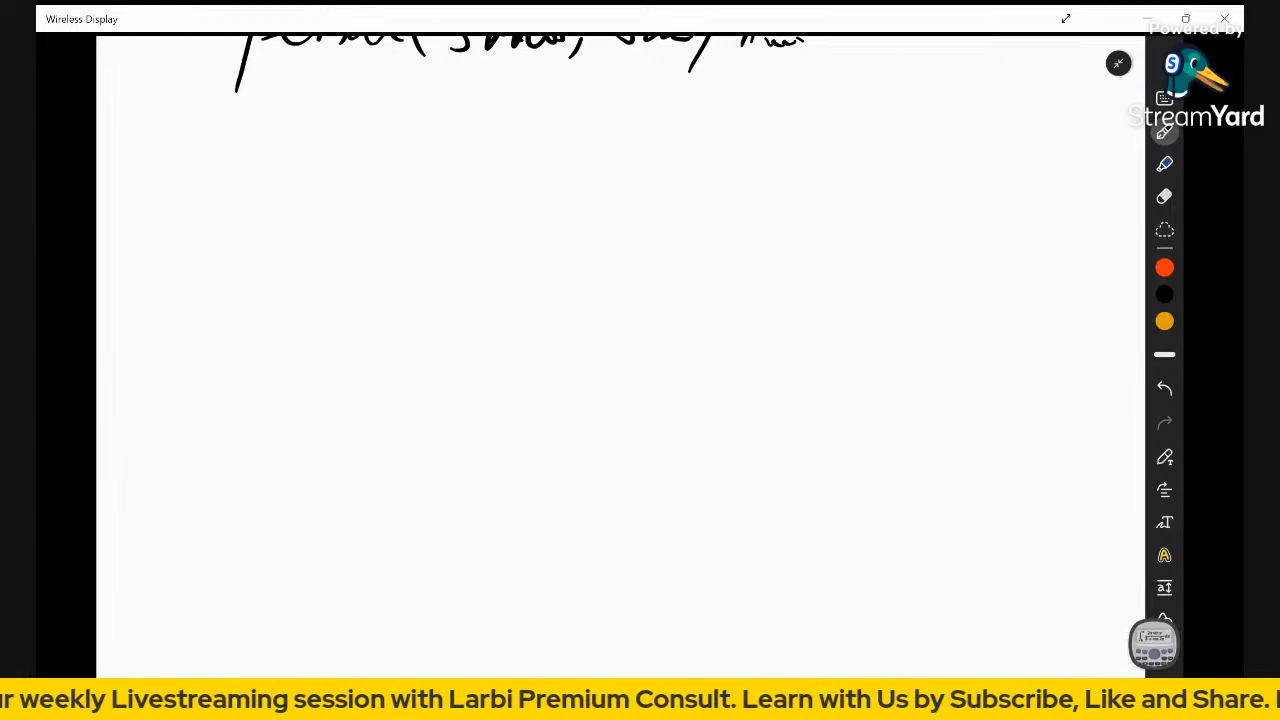 Wireless Display
Powered by
StreamYard
ur weekly Livestreaming session with Larbi Premium Consult. Learn with Us by Subscribe, Like and Share.